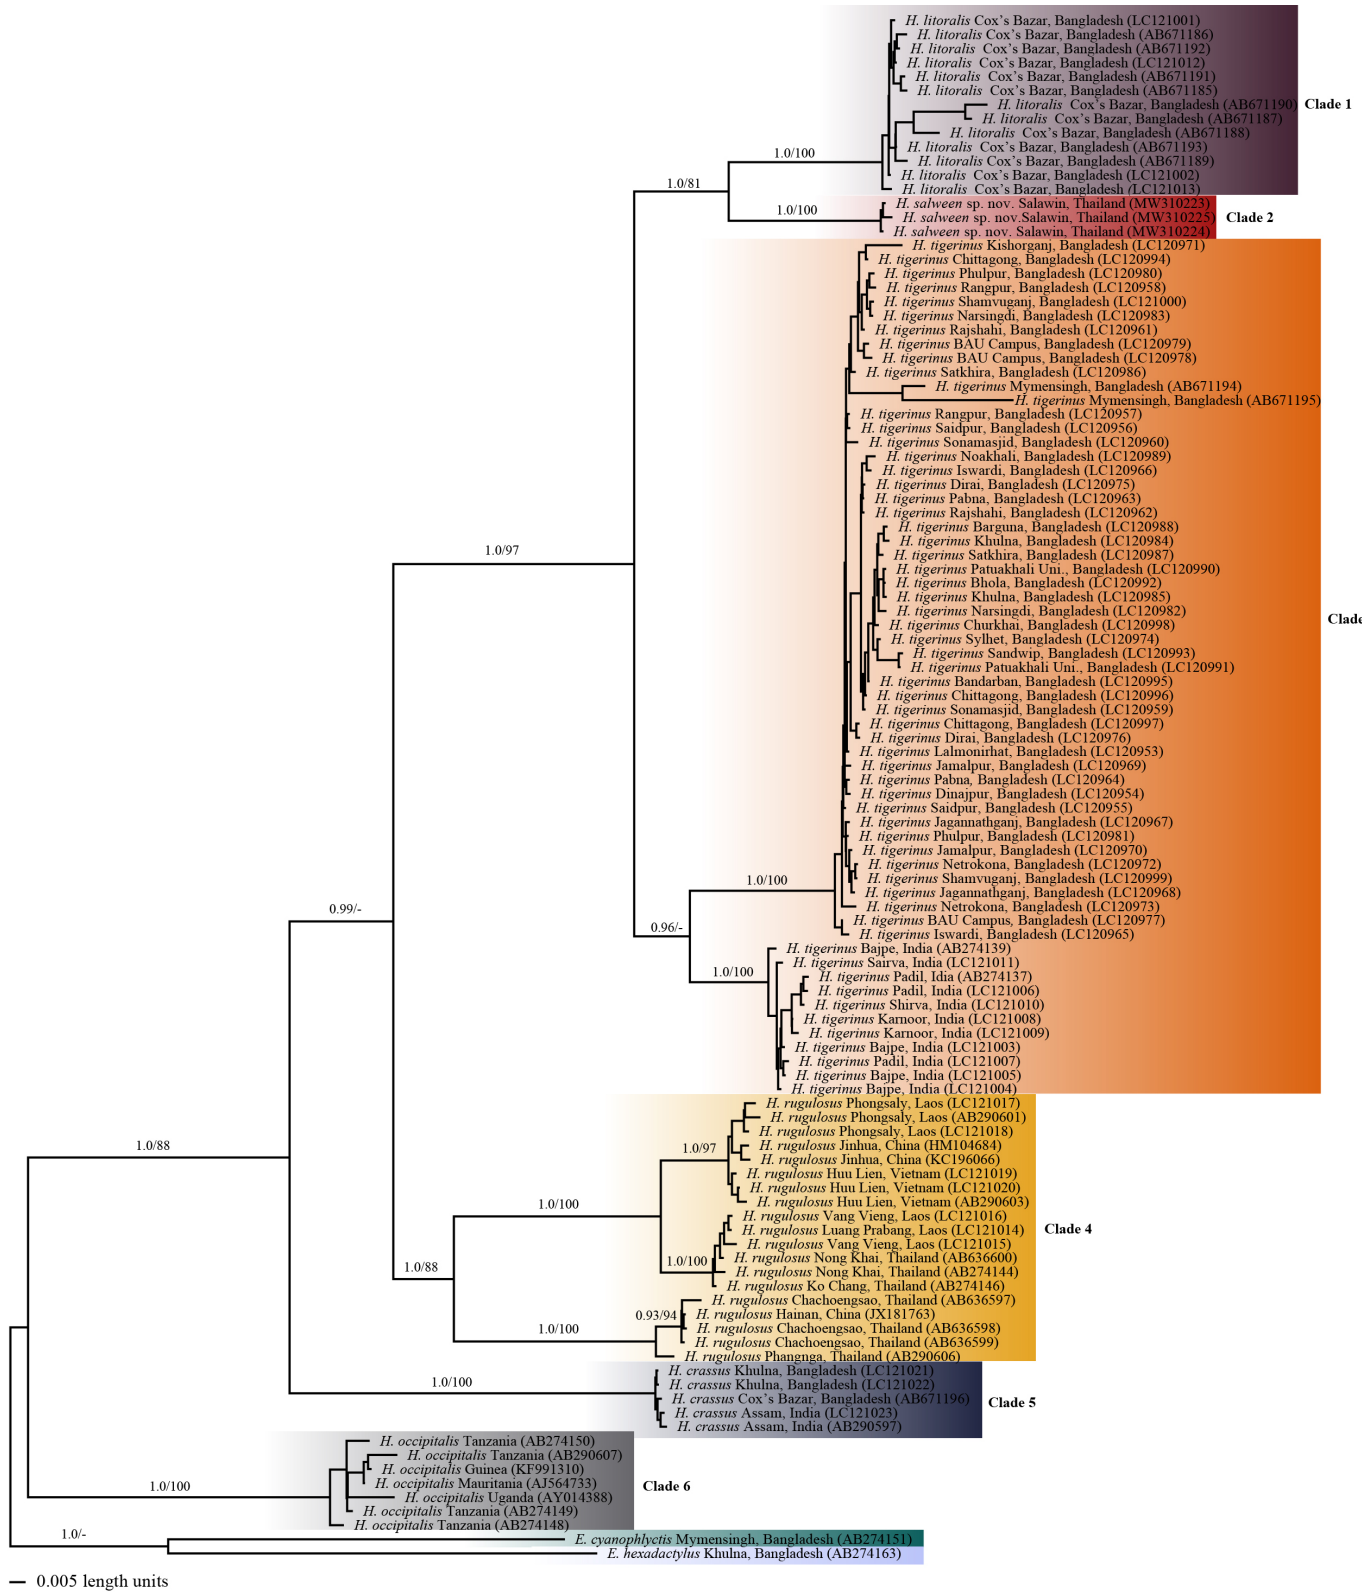 H. litoralis Cox's Bazar, Bangladesh (LC121001)
H. litoralis Cox's Bazar, Bangladesh (AB671186)
H. litoralis Cox's Bazar, Bangladesh (AB671192)
H. litoralis Cox's Bazar, Bangladesh (LC121012)
H. litoralis Cox's Bazar, Bangladesh (AB671191)
H. litoralis Cox's Bazar, Bangladesh (AB671185)
H. litoralis Cox's Bazar, Bangladesh (AB671190) Clade 1
H. litoralis Cox's Bazar, Bangladesh (AB671187)
H. litoralis Cox's Bazar, Bangladesh (AB671188)
H. litoralis Cox's Bazar, Bangladesh (AB671193)
1.0/100
H. litoralis Cox's Bazar, Bangladesh (AB671189)
H. litoralis Cox's Bazar, Bangladesh (LC121002)
1.0/81
H. litoralis Cox's Bazar, Bangladesh (LC121013)
H. salween sp. nov. Salawin, Thailand (MW310223)
1.0/100
H. salween sp. nov.Salawin, Thailand (MW310225) Clade 2
H. salween sp. nov. Salawin, Thailand (MW310224)
H. tigerinus Kishorganj, Bangladesh (LC120971)
H. tigerinus Chittagong, Bangladesh (LC120994)
H. tigerinus Phulpur, Bangladesh (LC120980)
H. tigerinus Rangpur, Bangladesh (LC120958)
H. tigerinus Shamvuganj, Bangladesh (LC121000)
H. tigerinus Narsingdi, Bangladesh (LC120983)
H. tigerinus Rajshahi, Bangladesh (LC120961)
H. tigerinus BAU Campus, Bangladesh (LC120979)
H. tigerinus BAU Campus, Bangladesh (LC120978)
H. tigerinus Satkhira, Bangladesh (LC120986)
H. tigerinus Mymensingh, Bangladesh (AB671194)
H. tigerinus Mymensingh, Bangladesh (AB671195)
H. tigerinus Rangpur, Bangladesh (LC120957)
H. tigerinus Saidpur, Bangladesh (LC120956)
H. tigerinus Sonamasjid, Bangladesh (LC120960)
H. tigerinus Noakhali, Bangladesh (LC120989)
H. tigerinus Iswardi, Bangladesh (LC120966)
H. tigerinus Dirai, Bangladesh (LC120975)
H. tigerinus Pabna, Bangladesh (LC120963)
H. tigerinus Rajshahi, Bangladesh (LC120962)
H. tigerinus Barguna, Bangladesh (LC120988)
H. tigerinus Khulna, Bangladesh (LC120984)
1.0/97
H. tigerinus Satkhira, Bangladesh (LC120987)
H. tigerinus Patuakhali Uni., Bangladesh (LC120990)
H. tigerinus Bhola, Bangladesh (LC120992)
H. tigerinus Khulna, Bangladesh (LC120985)
H. tigerinus Narsingdi, Bangladesh (LC120982)
Clade
H. tigerinus Churkhai, Bangladesh (LC120998)
H. tigerinus Sylhet, Bangladesh (LC120974)
H. tigerinus Sandwip, Bangladesh (LC120993)
H. tigerinus Patuakhali Uni., Bangladesh (LC120991)
H. tigerinus Bandarban, Bangladesh (LC120995)
H. tigerinus Chittagong, Bangladesh (LC120996)
H. tigerinus Sonamasjid, Bangladesh (LC120959)
H. tigerinus Chittagong, Bangladesh (LC120997)
H. tigerinus Dirai, Bangladesh (LC120976)
H. tigerinus Lalmonirhat, Bangladesh (LC120953)
H. tigerinus Jamalpur, Bangladesh (LC120969)
H. tigerinus Pabna, Bangladesh (LC120964)
H. tigerinus Dinajpur, Bangladesh (LC120954)
H. tigerinus Saidpur, Bangladesh (LC120955)
H. tigerinus Jagannathganj, Bangladesh (LC120967)
H. tigerinus Phulpur, Bangladesh (LC120981)
H. tigerinus Jamalpur, Bangladesh (LC120970)
H. tigerinus Netrokona, Bangladesh (LC120972)
1.0/100
H. tigerinus Shamvuganj, Bangladesh (LC120999)
H. tigerinus Jagannathganj, Bangladesh (LC120968)
H. tigerinus Netrokona, Bangladesh (LC120973)
0.99/-
H. tigerinus BAU Campus, Bangladesh (LC120977)
0.96/-
H. tigerinus Iswardi, Bangladesh (LC120965)
H. tigerinus Bajpe, India (AB274139)
H. tigerinus Sairva, India (LC121011)
1.0/100
H. tigerinus Padil, Idia (AB274137)
H. tigerinus Padil, India (LC121006)
H. tigerinus Shirva, India (LC121010)
H. tigerinus Karnoor, India (LC121008)
H. tigerinus Karnoor, India (LC121009)
H. tigerinus Bajpe, India (LC121003)
H. tigerinus Padil, India (LC121007)
H. tigerinus Bajpe, India (LC121005)
H. tigerinus Bajpe, India (LC121004)
H. rugulosus Phongsaly, Laos (LC121017)
H. rugulosus Phongsaly, Laos (AB290601)
H. rugulosus Phongsaly, Laos (LC121018)
1.0/88
1.0/97
H. rugulosus Jinhua, China (HM104684)
H. rugulosus Jinhua, China (KC196066)
H. rugulosus Huu Lien, Vietnam (LC121019)
H. rugulosus Huu Lien, Vietnam (LC121020)
1.0/100
H. rugulosus Huu Lien, Vietnam (AB290603)
H. rugulosus Vang Vieng, Laos (LC121016)
H. rugulosus Luang Prabang, Laos (LC121014) Clade 4
H. rugulosus Vang Vieng, Laos (LC121015)
1.0/88
1.0/100
H. rugulosus Nong Khai, Thailand (AB636600)
H. rugulosus Nong Khai, Thailand (AB274144)
H. rugulosus Ko Chang, Thailand (AB274146)
H. rugulosus Chachoengsao, Thailand (AB636597)
0.93/94
H. rugulosus Hainan, China (JX181763)
1.0/100
H. rugulosus Chachoengsao, Thailand (AB636598)
H. rugulosus Chachoengsao, Thailand (AB636599)
H. rugulosus Phangnga, Thailand (AB290606)
H. crassus Khulna, Bangladesh (LC121021)
1.0/100
H. crassus Khulna, Bangladesh (LC121022)
H. crassus Cox's Bazar, Bangladesh (AB671196) Clade 5
H. crassus Assam, India (LC121023)
H. crassus Assam, India (AB290597)
H. occipitalis Tanzania (AB274150)
H. occipitalis Tanzania (AB290607)
H. occipitalis Guinea (KF991310)
1.0/100
H. occipitalis Mauritania (AJ564733) Clade 6
H. occipitalis Uganda (AY014388)
H. occipitalis Tanzania (AB274149)
H. occipitalis Tanzania (AB274148)
1.0/-
E. cyanophlyctis Mymensingh, Bangladesh (AB274151)
E. hexadactylus Khulna, Bangladesh (AB274163)
0.005 length units